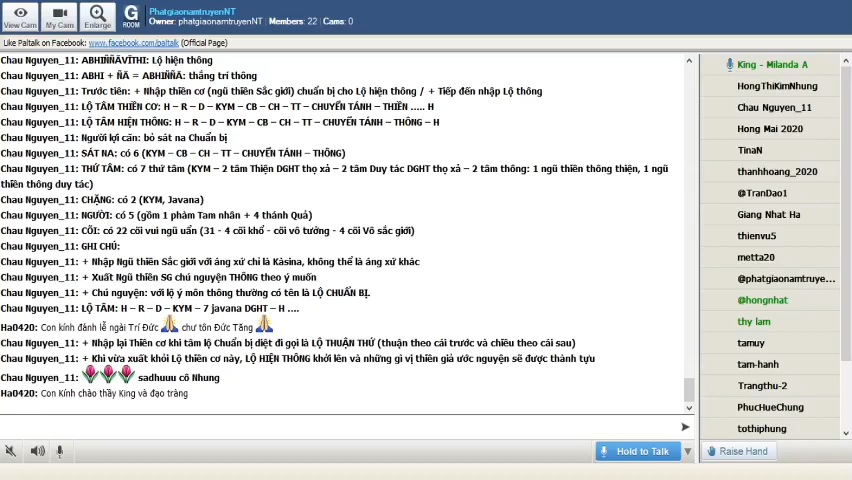 View Cam
My Cam
Enlarge
G
ROOM
PhatgiaonamtruyenNT
Owner: phatgiaonamtruyenNT | Members: 22 | Cams: 0
Like Paltalk on Facebook: www.facebook.com/paltalk (Official Page)
Chau Nguyen_11: ABHIÑÑĀVĪTHI: Lộ hiện thông
Chau Nguyen_11: ABHI + ÑĀ = ABHIÑÑĀ: thắng trí thông
Chau Nguyen_11: Trước tiên: + Nhập thiền cơ (ngũ thiền Sắc giới) chuẩn bị cho Lộ hiện thông / + Tiếp đến nhập Lộ thông
Chau Nguyen_11: LỘ TÂM THIỀN CƠ: H – R – D – KYM – CB – CH – TT – CHUYỂN TÁNH – THIỀN ..... H
Chau Nguyen_11: LỘ TÂM HIỆN THÔNG: H – R – D – KYM – CB – CH – TT – CHUYỂN TÁNH – THÔNG – H
Chau Nguyen_11: Người lợi căn: bỏ sát na Chuẩn bị
Chau Nguyen_11: SÁT NA: có 6 (KYM – CB – CH – TT – CHUYỂN TÁNH – THÔNG)
Chau Nguyen_11: THỨ TÂM: có 7 thứ tâm (KYM – 2 tâm Thiện DGHT thọ xả – 2 tâm Duy tác DGHT thọ xả – 2 tâm thông: 1 ngũ thiền thông thiện, 1 ngũ
thiền thông duy tác)
Chau Nguyen_11: CHẶNG: có 2 (KYM, Javana)
Chau Nguyen_11: NGƯỜI: có 5 (gồm 1 phàm Tam nhân + 4 thánh Quả)
Chau Nguyen_11: CÕI: có 22 cõi vui ngũ uẩn (31 - 4 cõi khổ - cõi vô tưởng - 4 cõi Vô sắc giới)
Chau Nguyen_11: GHI CHÚ:
Chau Nguyen_11: + Nhập Ngũ thiền Sắc giới với áng xứ chỉ là Kàsina, không thể là áng xứ khác
Chau Nguyen_11: + Xuất Ngũ thiền SG chú nguyện THÔNG theo ý muốn
Chau Nguyen_11: + Chú nguyện: với lộ ý môn thông thường có tên là LỘ CHUẨN BỊ.
Chau Nguyen_11: LỘ TÂM: H – R – D – KYM – 7 javana DGHT – H ....
Ha0420: Con kính đảnh lễ ngài Trí Đức chư tôn Đức Tăng
Chau Nguyen_11: + Nhập lại Thiền cơ khi tâm lộ Chuẩn bị diệt đi gọi là LỘ THUẬN THỨ (thuận theo cái trước và chiều theo cái sau)
Chau Nguyen_11: + Khi vừa xuất khỏi Lộ thiền cơ này, LỘ HIỆN THÔNG khởi lên và những gì vị thiền giả ước nguyện sẽ được thành tựu
Chau Nguyen_11: sadhuuu cô Nhung
Ha0420: Con Kính chào thầy King và đạo tràng
Hold to Talk
King - Milanda A
HongThiKimNhung
Chau Nguyen_11
Hong Mai 2020
TinaN
thanhhoang_2020
@TranDao1
Giang Nhat Ha
thienvu5
metta20
@phatgiaonamtruye...
@hongnhat
thy lam
tamuy
tam-hanh
Trangthu-2
PhucHueChung
tothiphung
Raise Hand